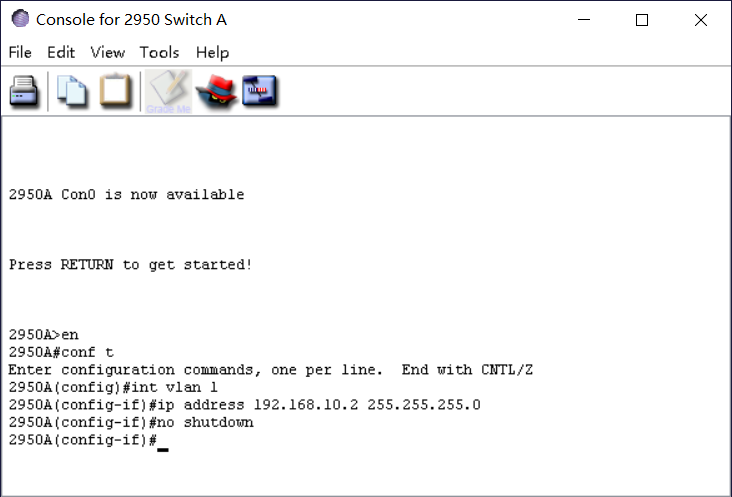 Console for 2950 Switch A
File Edit View Tools Help
Grade Me
2950A Con0 is now available
Press RETURN to get started!
2950A>en
2950A#conf t
Enter configuration commands, one per line.  End with CNTL/Z
2950A(config)#int vlan 1
2950A(config-if)#ip address 192.168.10.2 255.255.255.0
2950A(config-if)#no shutdown
2950A(config-if)#